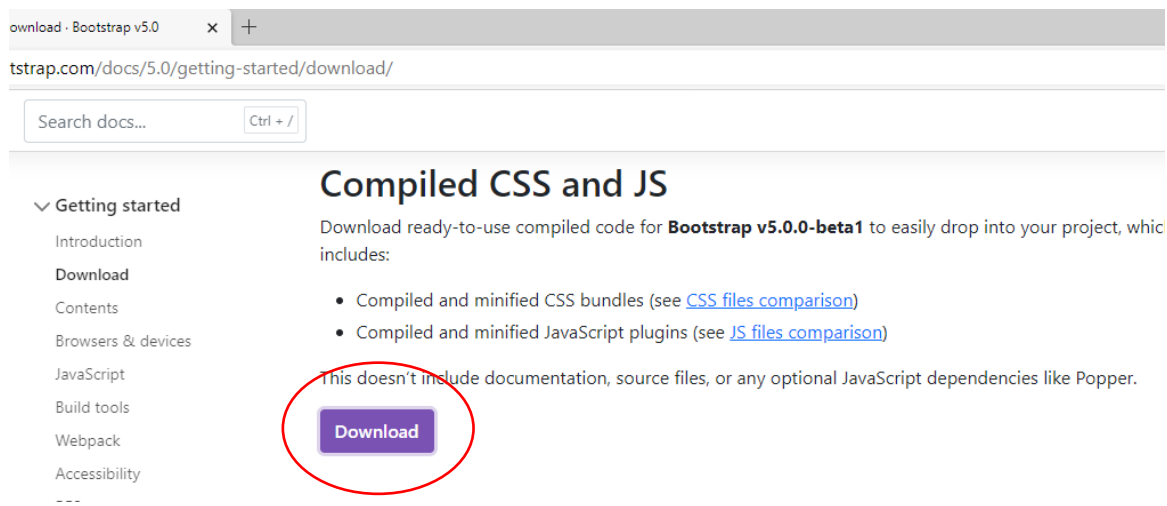 ownload · Bootstrap v5.0
tstrap.com/docs/5.0/getting-started/download/
Search docs...
Ctrl + /
Getting started
Introduction
Download
Contents
Browsers & devices
JavaScript
Build tools
Webpack
Accessibility
Compiled CSS and JS
Download ready-to-use compiled code for Bootstrap v5.0.0-beta1 to easily drop into your project, whic
includes:
• Compiled and minified CSS bundles (see CSS files comparison)
• Compiled and minified JavaScript plugins (see JS files comparison)
This doesn't include documentation, source files, or any optional JavaScript dependencies like Popper.
Download